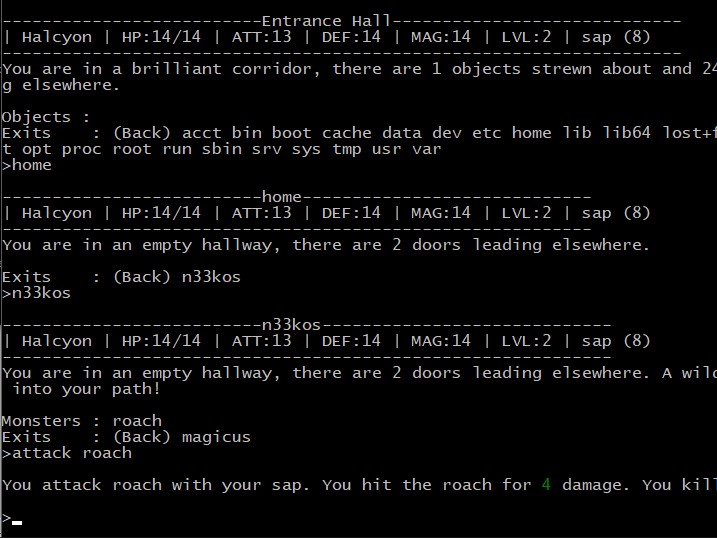 --------------------------Entrance Hall-----------------------------
| Halcyon | HP:14/14 | ATT:13 | DEF:14 | MAG:14 | LVL:2 | sap (8)
--------------------------------------------------------------------
You are in a brilliant corridor, there are 1 objects strewn about and 24
g elsewhere.
Objects :
Exits    : (Back) acct bin boot cache data dev etc home lib lib64 lost+f
t opt proc root run sbin srv sys tmp usr var
>home
--------------------------home-----------------------------
| Halcyon | HP:14/14 | ATT:13 | DEF:14 | MAG:14 | LVL:2 | sap (8)
-----------------------------------------------------------
You are in an empty hallway, there are 2 doors leading elsewhere.
Exits    : (Back) n33kos
>n33kos
--------------------------n33kos-----------------------------
| Halcyon | HP:14/14 | ATT:13 | DEF:14 | MAG:14 | LVL:2 | sap (8)
-------------------------------------------------------------
You are in an empty hallway, there are 2 doors leading elsewhere. A wild
into your path!
Monsters : roach
Exits    : (Back) magicus
>attack roach
You attack roach with your sap. You hit the roach for 4 damage. You kill
>_